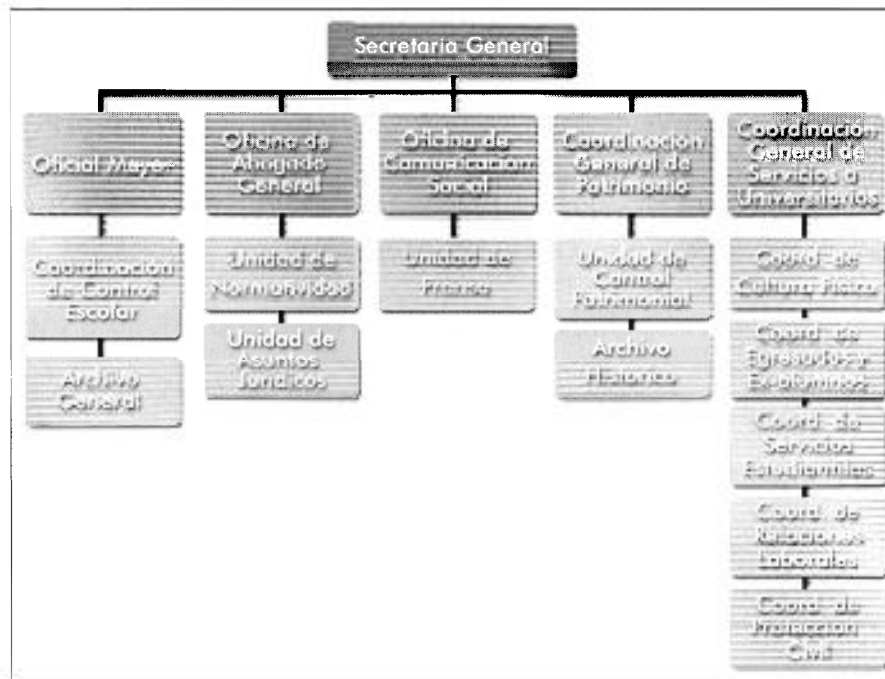 Secretaria General
Oficial Mayor
Oficina de
Abogado
General
Oficina de
Comunicación
Social
Coordinación
General de
Patrimonio
Coordinación
General de
Servicios a
Universitarios
Coordinación
de Control
Escolar
Archivo
General
Unidad de
Normatividad
Unidad de
Asuntos
Jurídicos
Unidad de
Prensa
Unidad de
Control
Patrimonial
Archivo
Histórico
Coord de
Cultura Física
Coord de
Egresados y
Exalumnos
Coord de
Servicios
Estudiantiles
Coord de
Relaciones
Laborales
Coord de
Protección
Civil